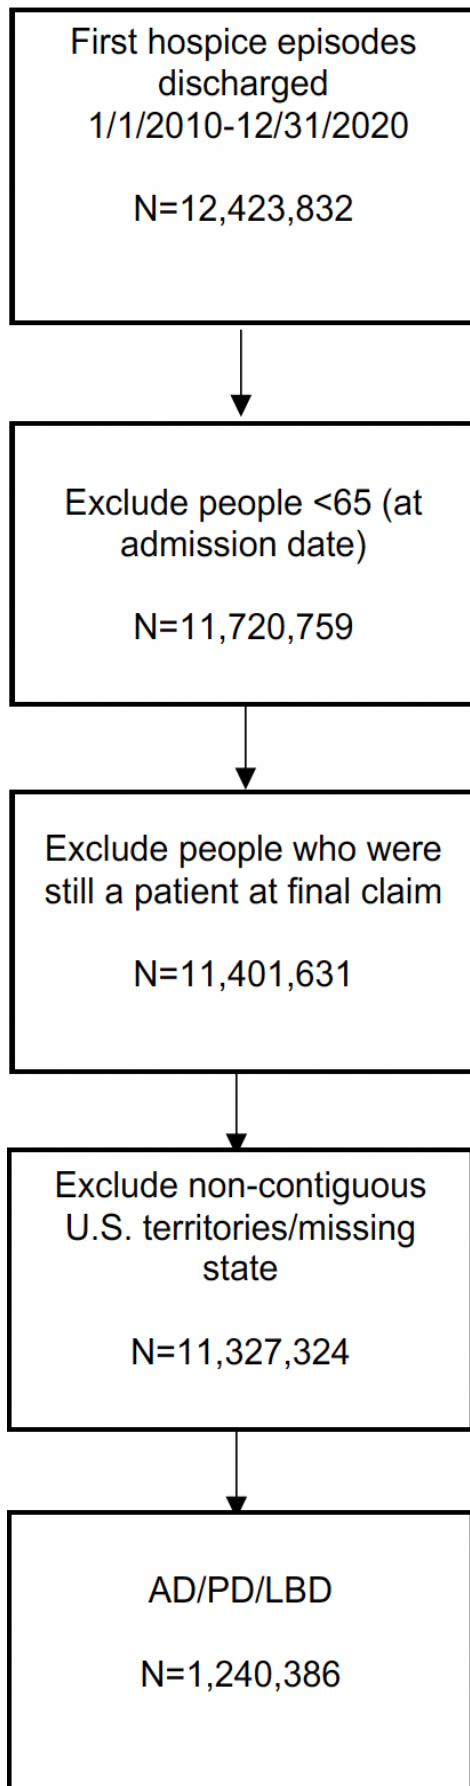 First hospice episodes
discharged
1/1/2010-12/31/2020
N=12,423,832
Exclude people <65 (at
admission date)
N=11,720,759
Exclude people who were
still a patient at final claim
N=11,401,631
Exclude non-contiguous
U.S. territories/missing
state
N=11,327,324
AD/PD/LBD
N=1,240,386